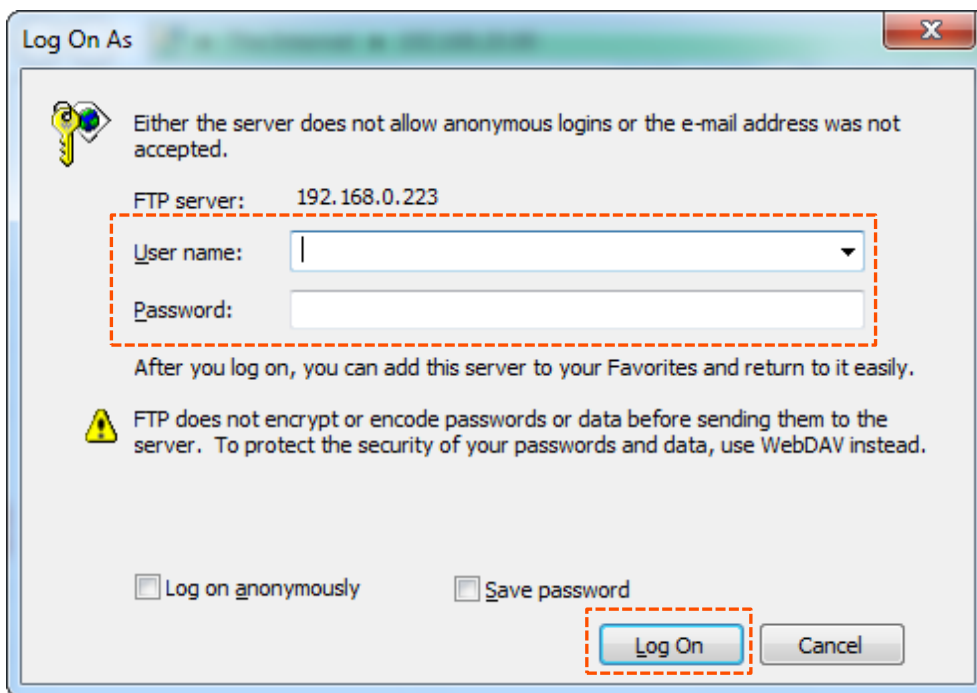 Log On As
Either the server does not allow anonymous logins or the e-mail address was not
accepted.
FTP server: 192.168.0.223
User name:
Password:
After you log on, you can add this server to your Favorites and return to it easily.
FTP does not encrypt or encode passwords or data before sending them to the
server. To protect the security of your passwords and data, use WebDAV instead.
Log on anonymously Save password
Log On Cancel